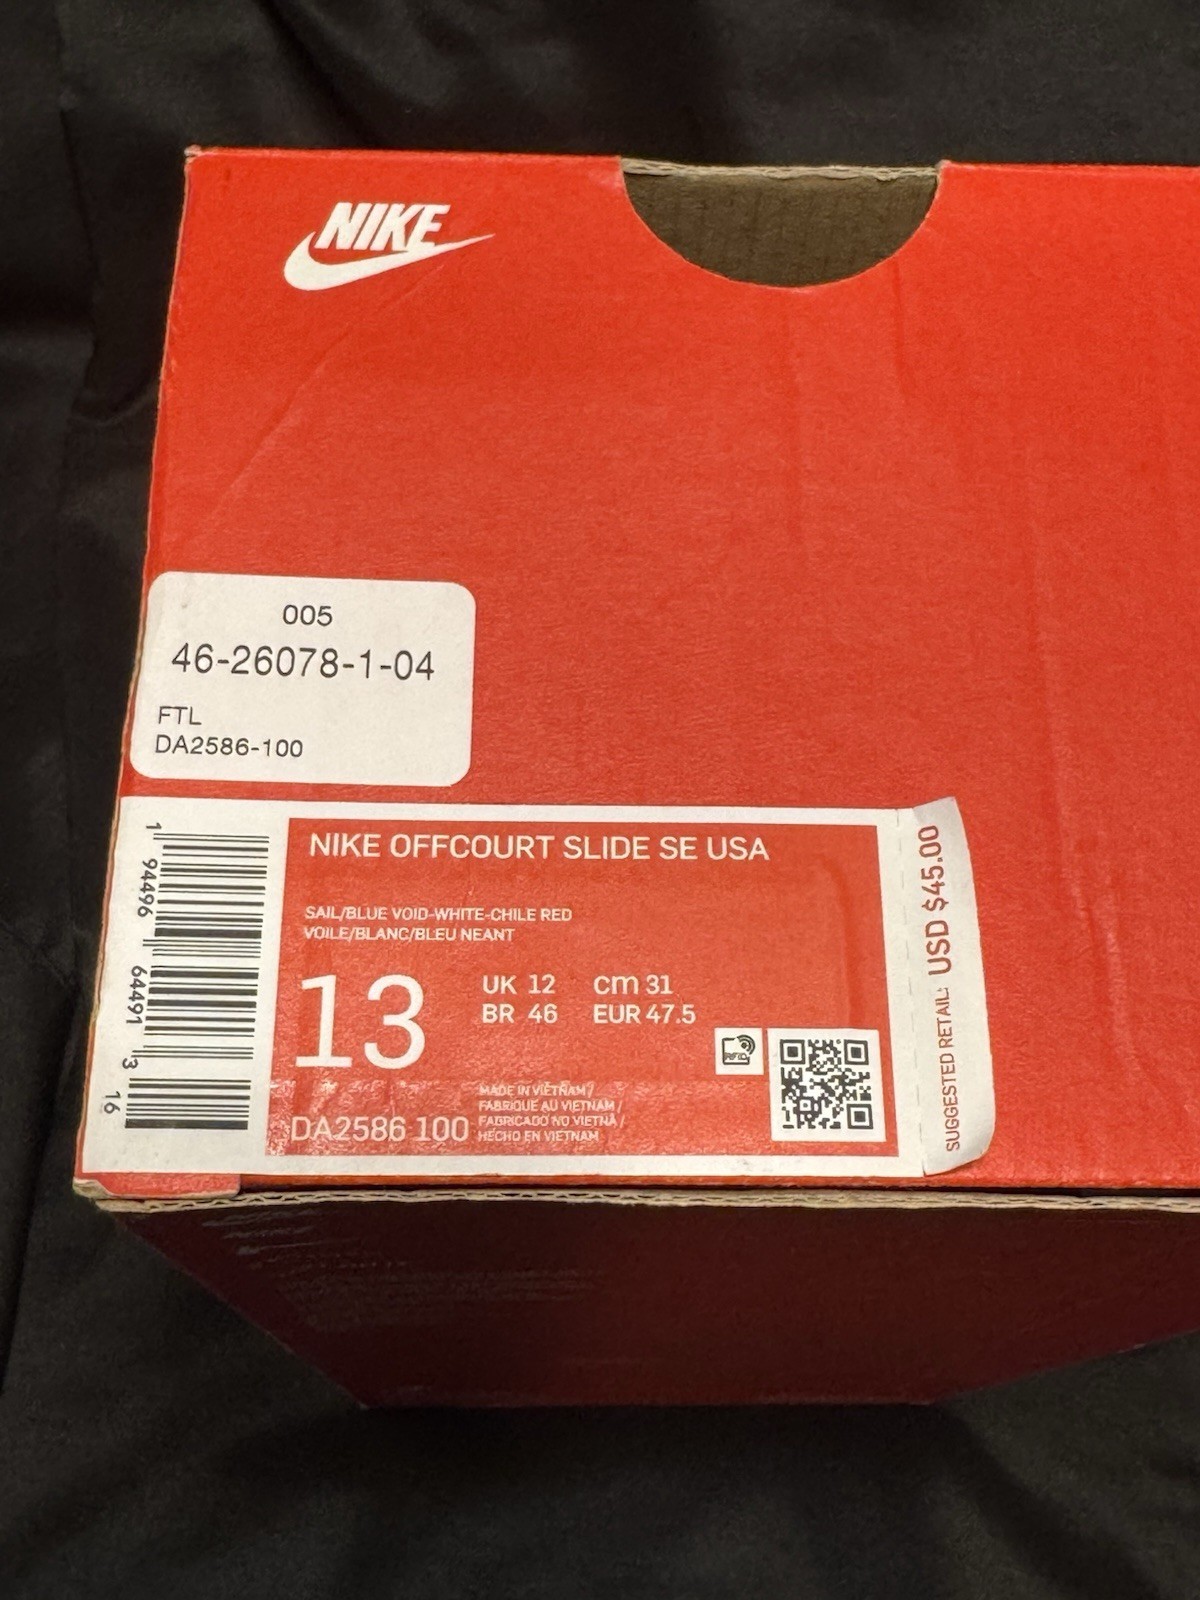 NIKE
005
46-26078-1-04
FTL
DA2586-100
NIKE OFFCOURT SLIDE SE USA
SAIL/BLUE VOID-WHITE-CHILE RED
VOILE/BLANC/BLEU NEANT
13
UK 12 cm 31
BR 46 EUR 47.5
RFID
MADE IN VIETNAM /
FABRIQUE AU VIETNAM /
FABRICADO NO VIETNÃ /
HECHO EN VIETNAM
DA2586 100
1 94496 64491 3 16
SUGGESTED RETAIL: USD $45.00